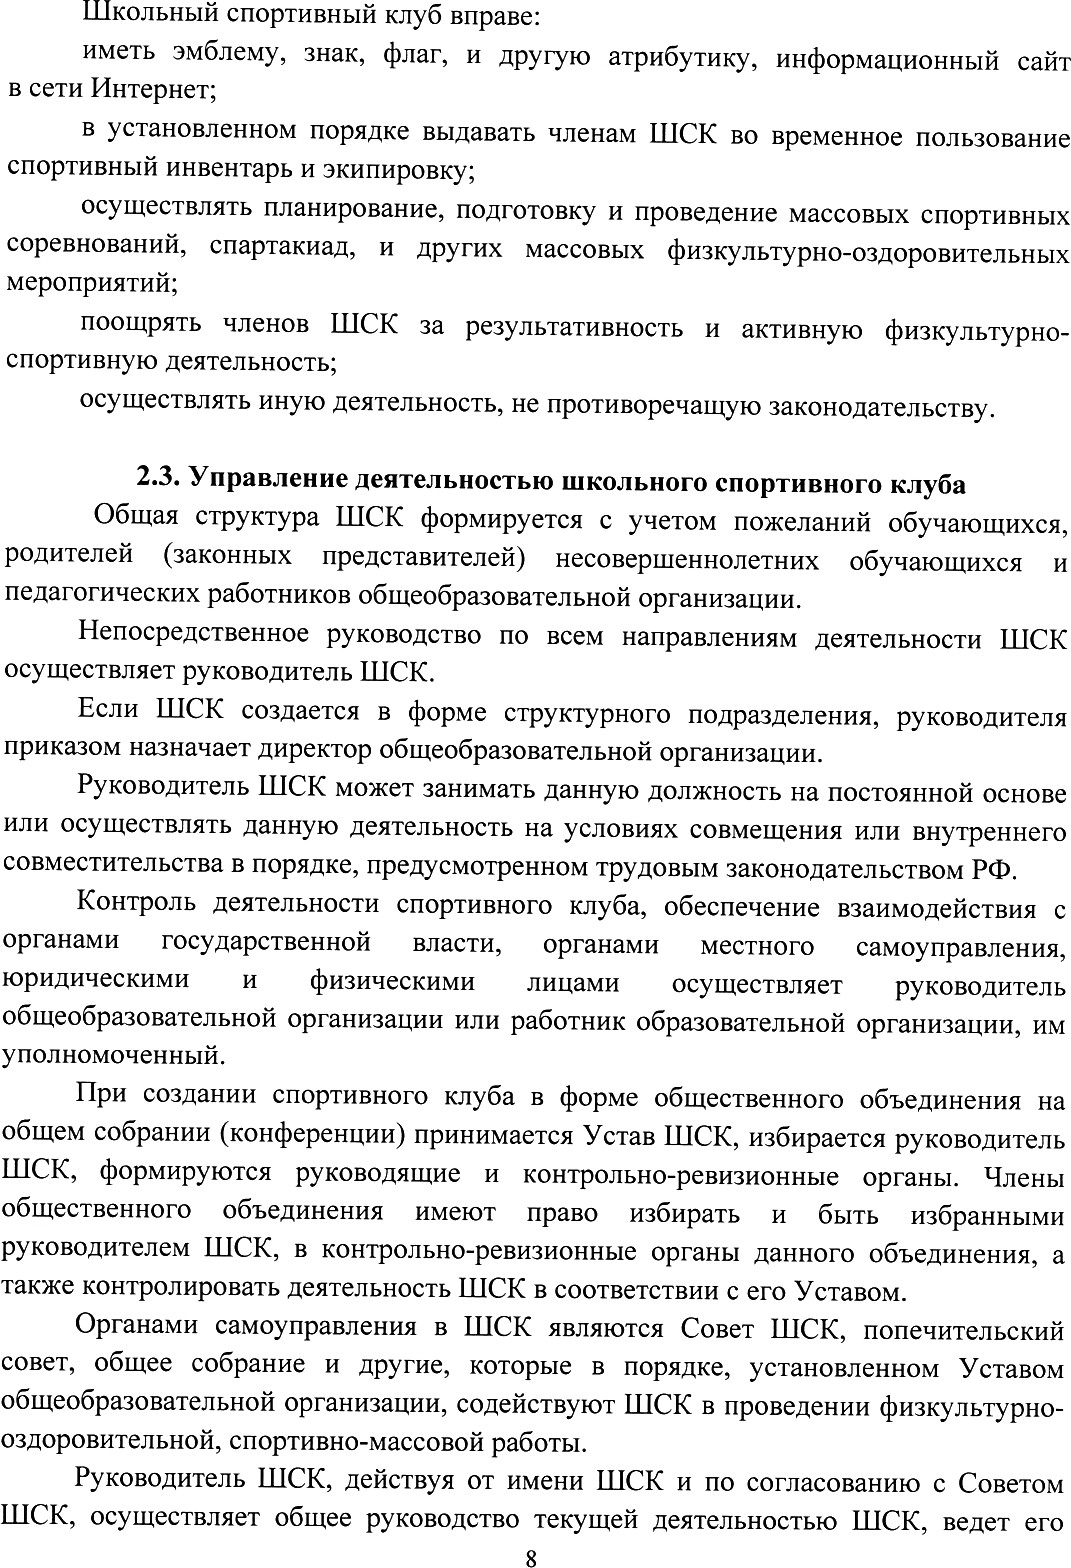 Школьный спортивный клуб вправе:
иметь эмблему, знак, флаг, и другую атрибутику, информационный сайт
в сети Интернет;
в установленном порядке выдавать членам ШСК во временное пользование
спортивный инвентарь и экипировку;
осуществлять планирование, подготовку и проведение массовых спортивных
соревнований, спартакиад, и других массовых физкультурно-оздоровительных
мероприятий;
поощрять членов ШСК за результативность и активную физкультурно-
спортивную деятельность;
осуществлять иную деятельность, не противоречащую законодательству.
2.3. Управление деятельностью школьного спортивного клуба
Общая структура ШСК формируется с учетом пожеланий обучающихся,
родителей (законных представителей) несовершеннолетних обучающихся и
педагогических работников общеобразовательной организации.
Непосредственное руководство по всем направлениям деятельности ШСК
осуществляет руководитель ШСК.
Если ШСК создается в форме структурного подразделения, руководителя
приказом назначает директор общеобразовательной организации.
Руководитель ШСК может занимать данную должность на постоянной основе
или осуществлять данную деятельность на условиях совмещения или внутреннего
совместительства в порядке, предусмотренном трудовым законодательством РФ.
Контроль деятельности спортивного клуба, обеспечение взаимодействия с
органами государственной власти, органами местного самоуправления,
юридическими и физическими лицами осуществляет руководитель
общеобразовательной организации или работник образовательной организации, им
уполномоченный.
При создании спортивного клуба в форме общественного объединения на
общем собрании (конференции) принимается Устав ШСК, избирается руководитель
ШСК, формируются руководящие и контрольно-ревизионные органы. Члены
общественного объединения имеют право избирать и быть избранными
руководителем ШСК, в контрольно-ревизионные органы данного объединения, а
также контролировать деятельность ШСК в соответствии с его Уставом.
Органами самоуправления в ШСК являются Совет ШСК, попечительский
совет, общее собрание и другие, которые в порядке, установленном Уставом
общеобразовательной организации, содействуют ШСК в проведении физкультурно-
оздоровительной, спортивно-массовой работы.
Руководитель ШСК, действуя от имени ШСК и по согласованию с Советом
ШСК, осуществляет общее руководство текущей деятельностью ШСК, ведет его
8